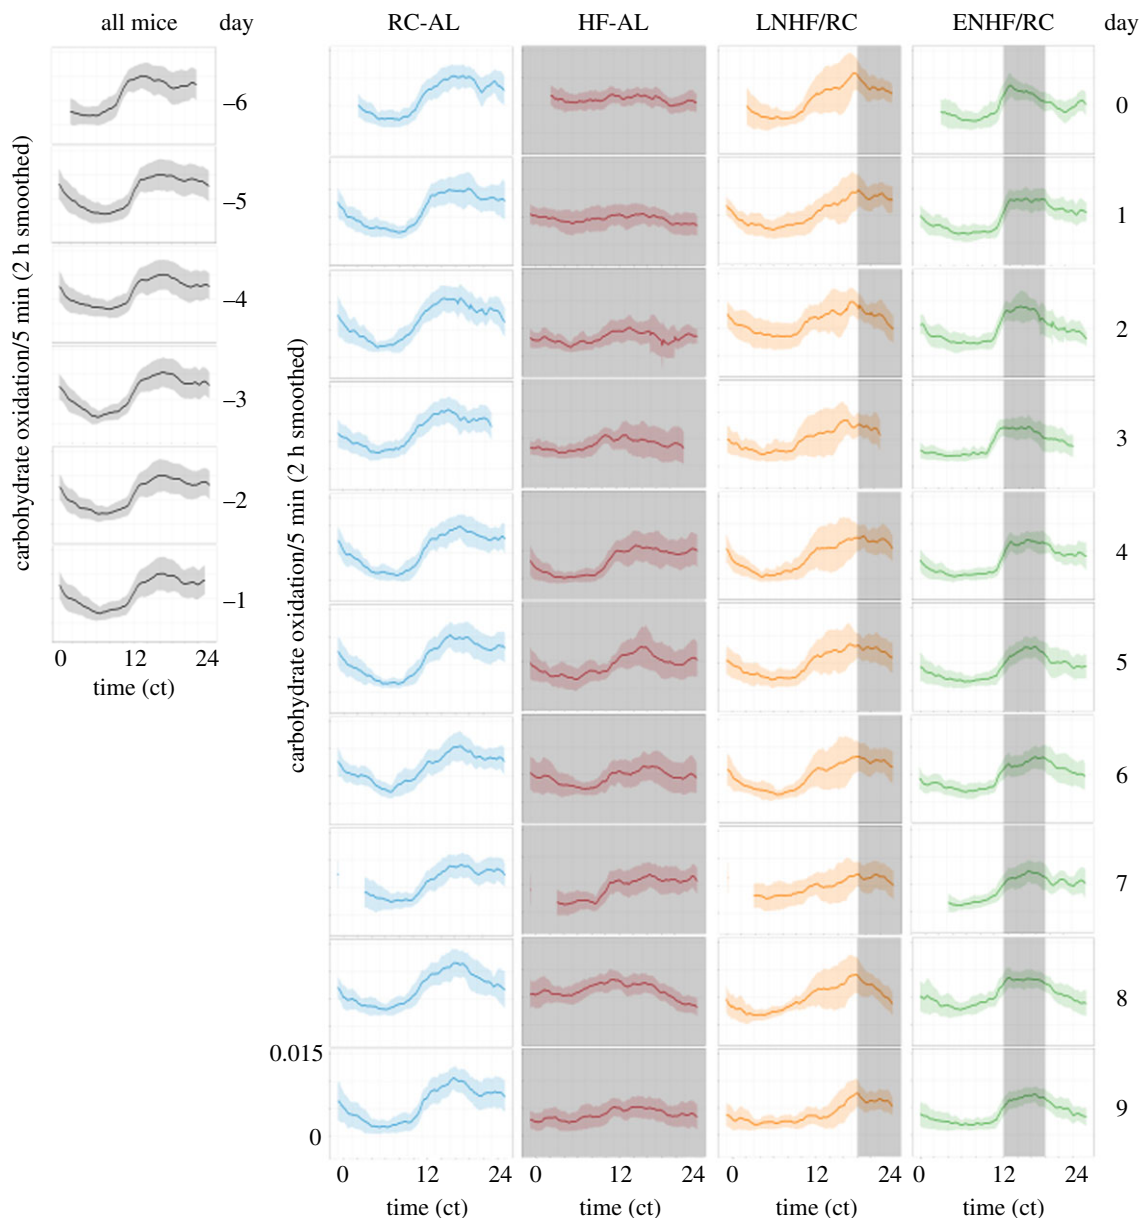 all mice day RC-AL HF-AL LNHF/RC ENHF/RC day
–6 0
–5 1
–4 2
–3 3
–2 4
–1 5
6
7
8
9
carbohydrate oxidation/5 min (2 h smoothed)
0 12 24
time (ct)
carbohydrate oxidation/5 min (2 h smoothed)
0.015
0
0 12 24 0 12 24 0 12 24 0 12 24
time (ct) time (ct) time (ct) time (ct)